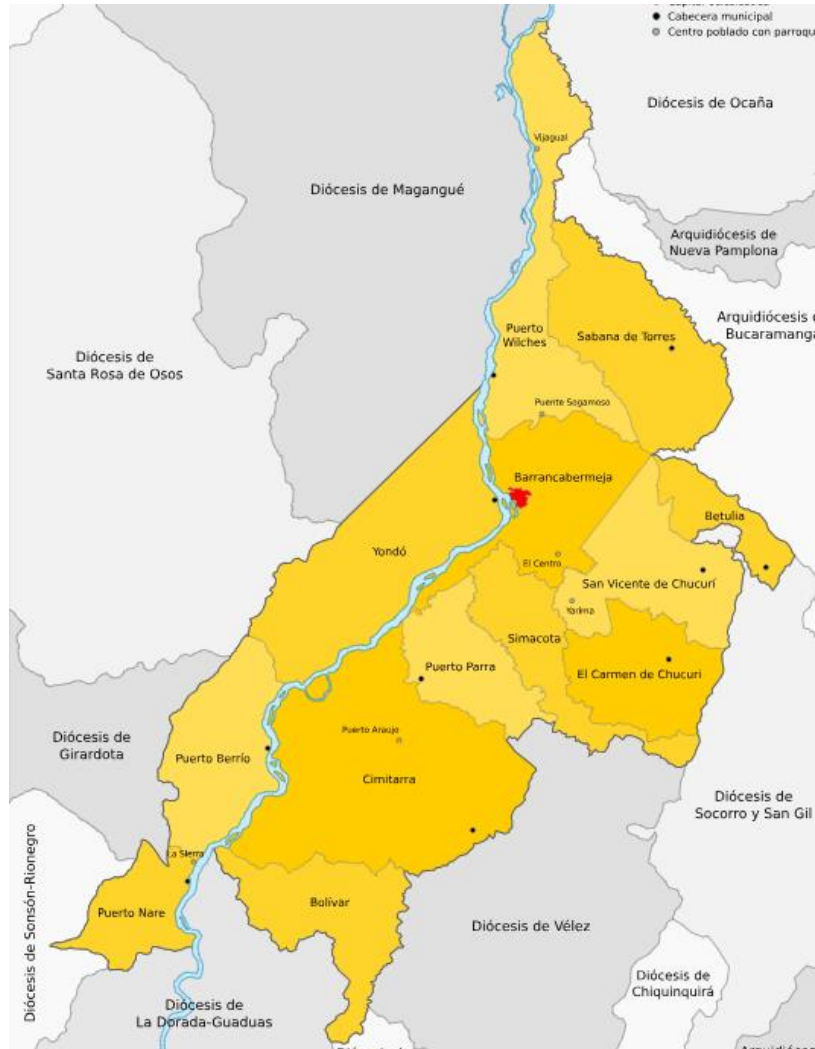 Cabecera municipal
Centro poblado con parroqu
Diócesis de Ocaña
Vijagual
Diócesis de Magangué
Arquidiócesis de
Nueva Pamplona
Arquidiócesis d
Bucaramanga
Puerto
Wilches
Sabana de Torres
Diócesis de
Santa Rosa de Osos
Puente Sogamoso
Barrancabermeja
Betulia
Yondó
El Centro
San Vicente de Chucurí
Yarima
Simacota
Puerto Parra
El Carmen de Chucuri
Puerto Araujo
Diócesis de
Girardota
Puerto Berrío
Cimitarra
Diócesis de
Socorro y San Gil
La Sierra
Diócesis de Sonsón-Rionegro
Puerto Nare
Bolívar
Diócesis de Vélez
Diócesis de
Chiquinquirá
Diócesis de
La Dorada-Guaduas